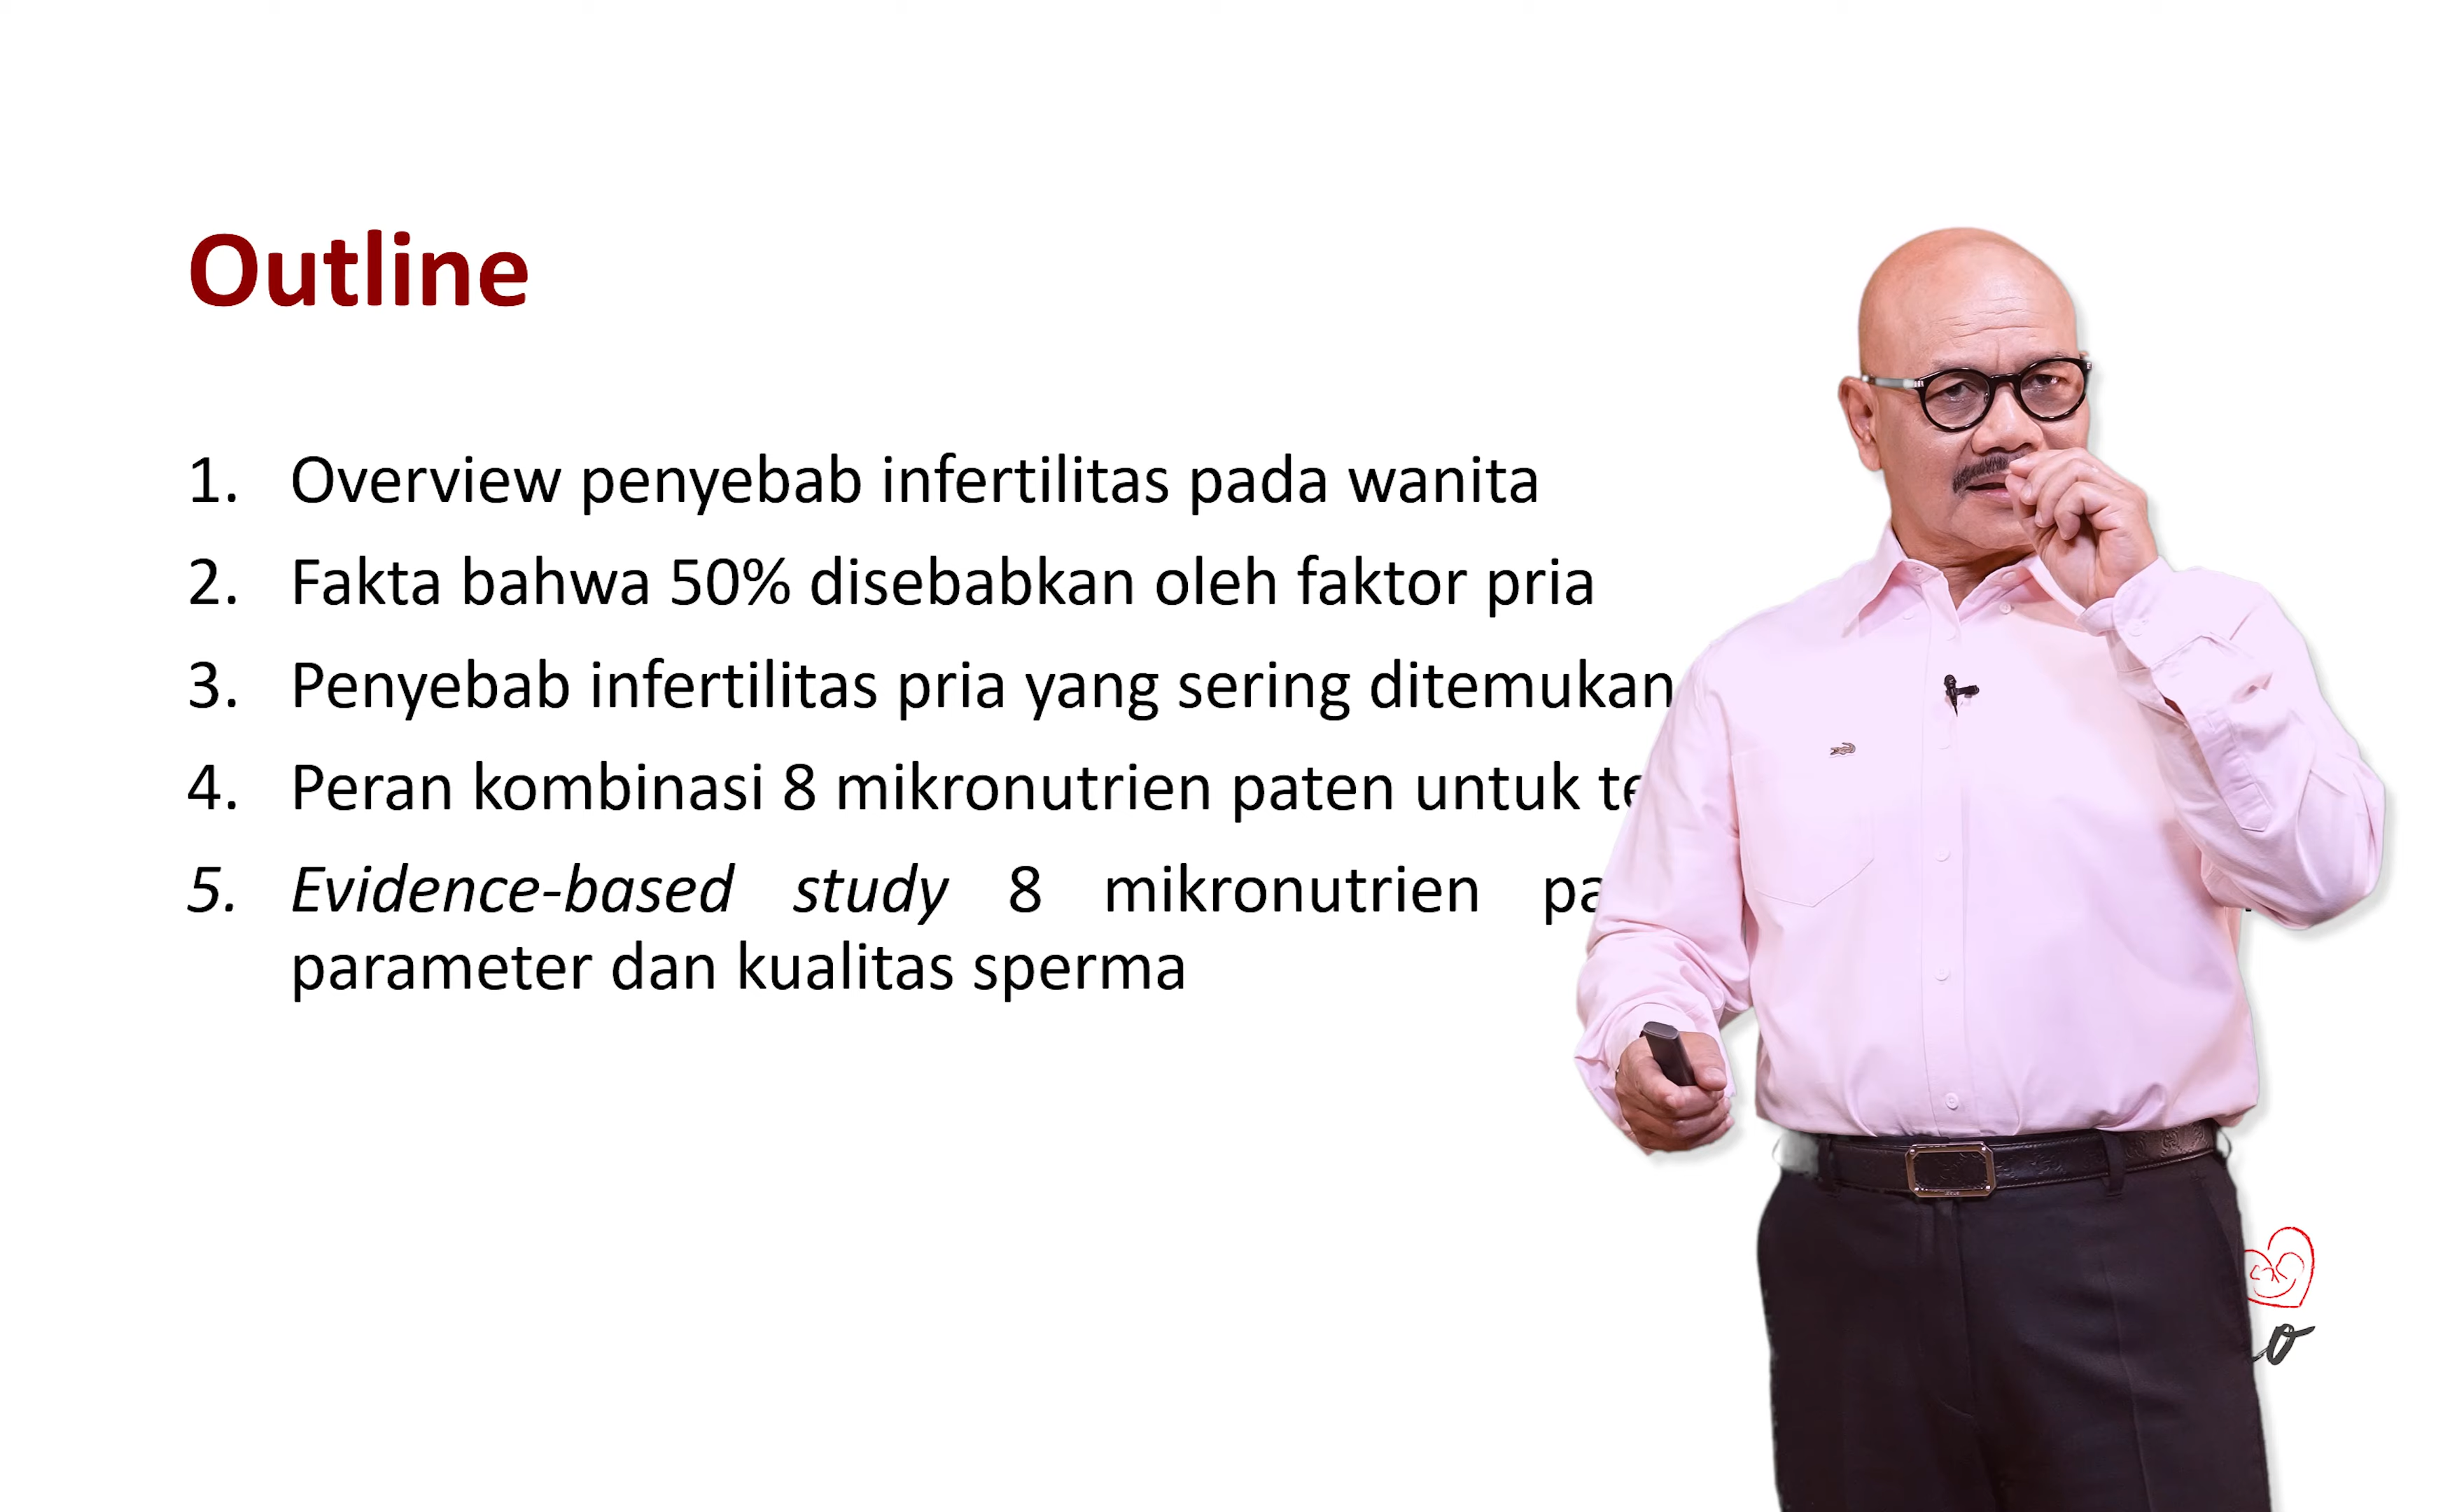 Outline
1. Overview penyebab infertilitas pada wanita
2. Fakta bahwa 50% disebabkan oleh faktor pria
3. Penyebab infertilitas pria yang sering ditemukan
4. Peran kombinasi 8 mikronutrien paten untuk
5. Evidence-based study 8 mikronutrien
parameter dan kualitas sperma